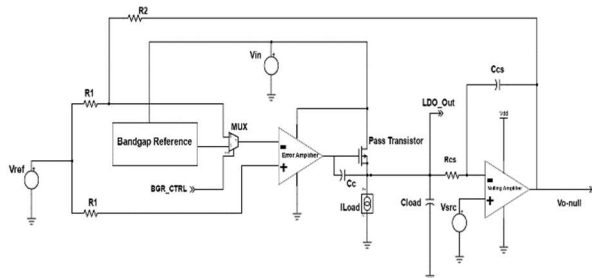 R2
Vin
Ccs
R1
MUX
LDO_Out
Vdd
Bandgap Reference
Pass Transistor
Error Amplifier
Rcs
Nulling Amplifier
Vref
BGR_CTRL
Cc
Vo-null
R1
ILoad
Cload
Vsrc